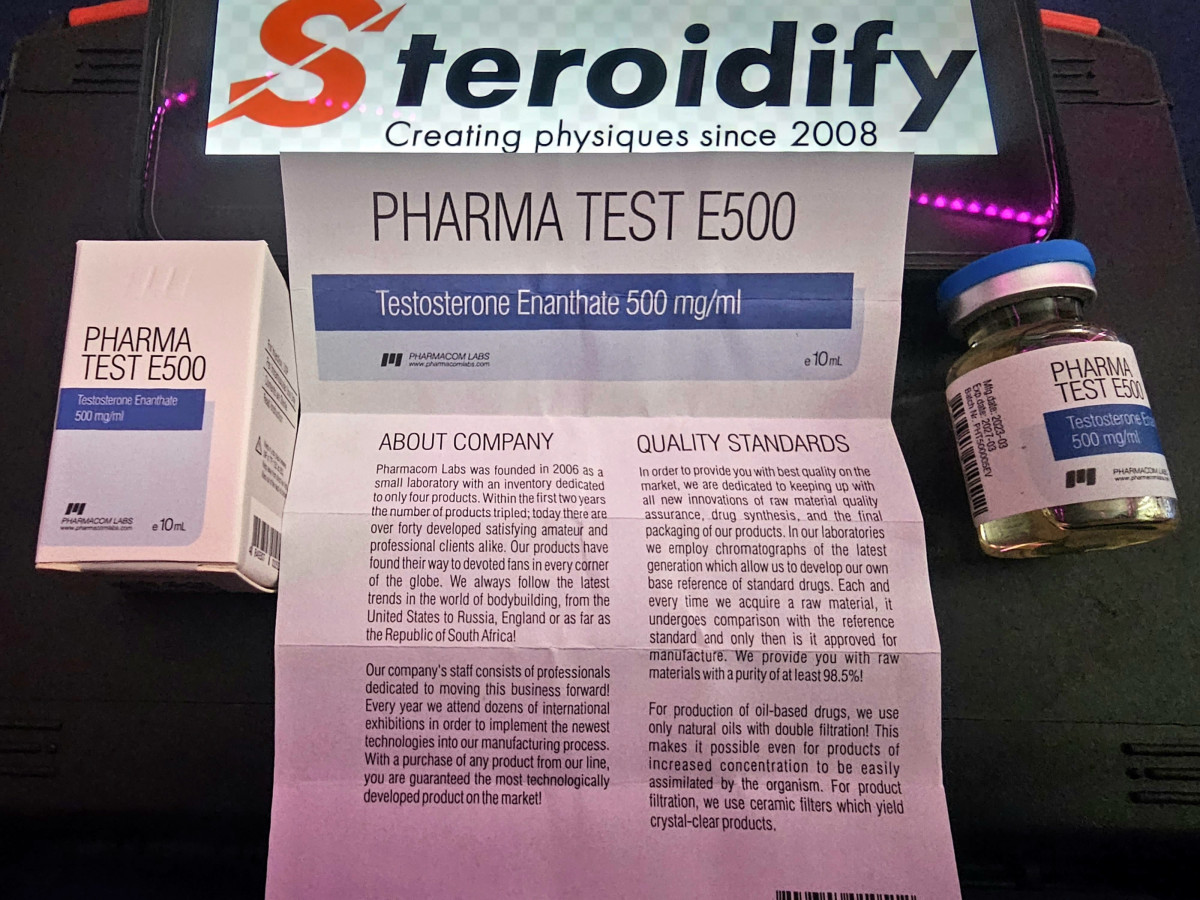 Steroidify
Creating physiques since 2008
PHARMA TEST E500
Testosterone Enanthate 500 mg/ml
PHARMACOM LABS
www.pharmacomlabs.com
e 10 mL
ABOUT COMPANY
Pharmacom Labs was founded in 2006 as a
small laboratory with an inventory dedicated
to only four products. Within the first two years
the number of products tripled; today there are
over forty developed satisfying amateur and
professional clients alike. Our products have
found their way to devoted fans in every corner
of the globe. We always follow the latest
trends in the world of bodybuilding, from the
United States to Russia, England or as far as
the Republic of South Africa!
Our company's staff consists of professionals
dedicated to moving this business forward!
Every year we attend dozens of international
exhibitions in order to implement the newest
technologies into our manufacturing process.
With a purchase of any product from our line,
you are guaranteed the most technologically
developed product on the market!
QUALITY STANDARDS
In order to provide you with best quality on the
market, we are dedicated to keeping up with
all new innovations of raw material quality
assurance, drug synthesis, and the final
packaging of our products. In our laboratories
we employ chromatographs of the latest
generation which allow us to develop our own
base reference of standard drugs. Each and
every time we acquire a raw material, it
undergoes comparison with the reference
standard and only then is it approved for
manufacture. We provide you with raw
materials with a purity of at least 98.5%!
For production of oil-based drugs, we use
only natural oils with double filtration! This
makes it possible even for products of
increased concentration to be easily
assimilated by the organism. For product
filtration, we use ceramic filters which yield
crystal-clear products.
PHARMA
TEST E500
Testosterone Enanthate
500 mg/ml
PHARMACOM LABS
www.pharmacomlabs.com
e 10 mL
PHARMA
TEST E500
Testosterone E
500 mg/ml
PHARMACOM LAB
Mfg.date: 2023-03
Exp.date: 2027-03
Batch Nr.